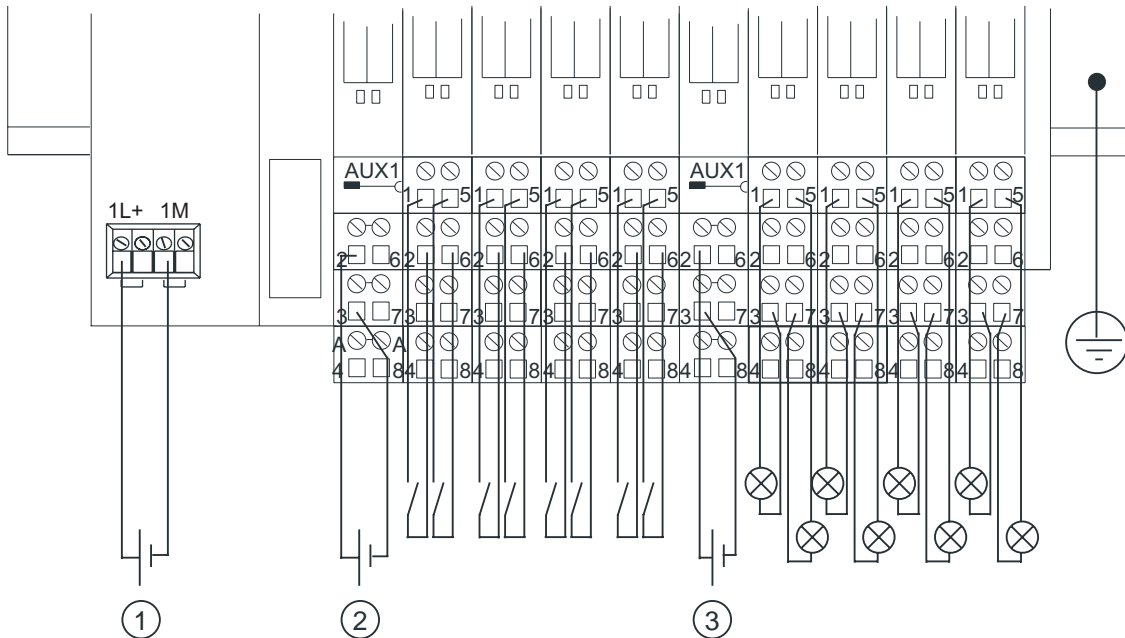 AUX1 AUX1
1 5 1 5 1 5 1 5 1 5 1 5 1 5 1 5
1L+ 1M
2 6 2 6 2 6 2 6 2 6 2 6 2 6 2 6 2 6 2 6
3 7 3 7 3 7 3 7 3 7 3 7 3 7 3 7 3 7 3 7
A A
4 8 4 8 4 8 4 8 4 8 4 8 4 8 4 8 4 8 4 8
1 2 3